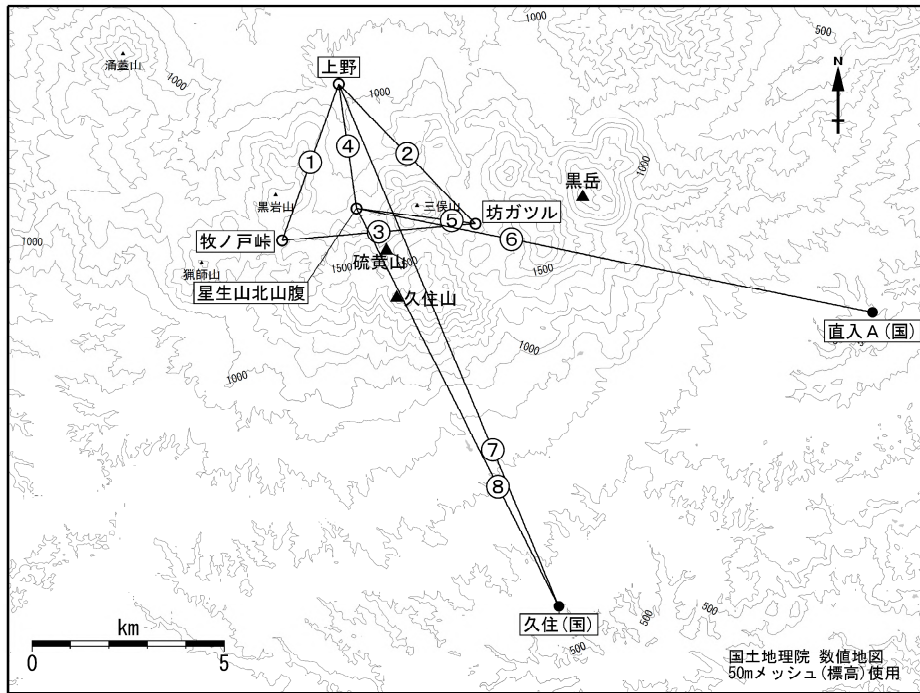 1000
500
涌蓋山
上野
N
1000
1000
④
①
②
1000
黒岳
黒岩山
三俣山
坊ガツル
1000
牧ノ戸峠
③
⑤
⑥
硫黄山
猟師山
1500
1500
星生山北山腹
久住山
直入A(国)
1000
1000
1000
⑦
⑧
久住(国)
500
500
500
km
0
5
国土地理院 数値地図
50mメッシュ(標高)使用